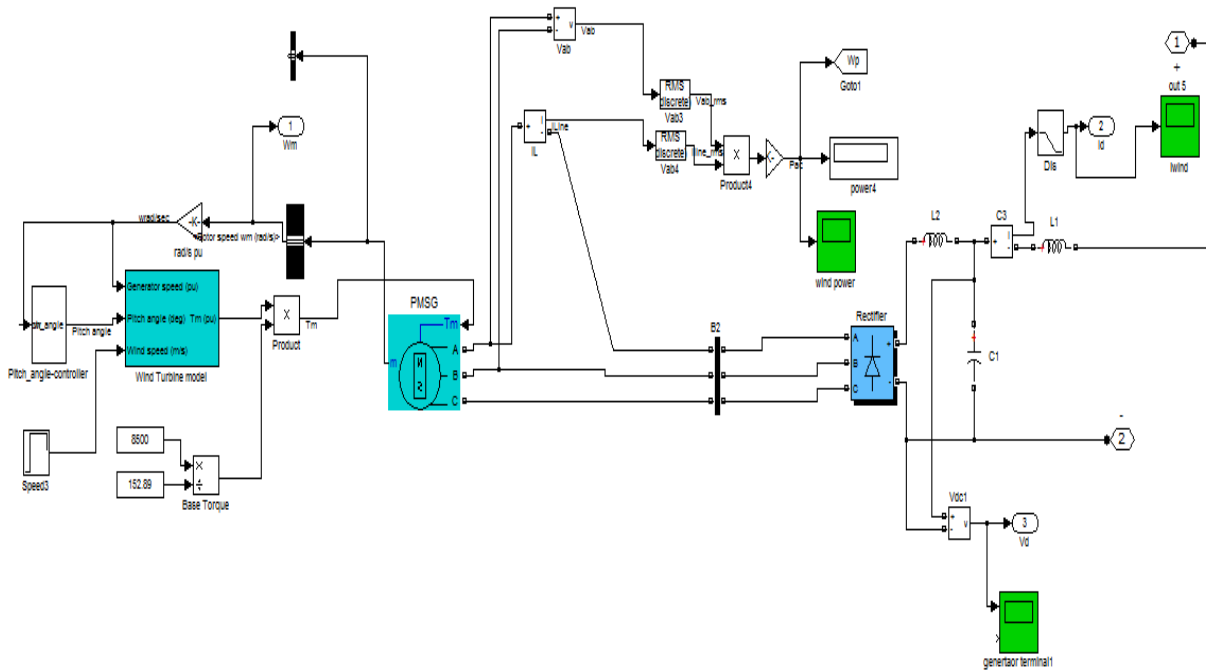 +
-
v
Vab
Vab
Wp
Goto1
1
+
out 5
RMS
discrete
Vab_rms
Vab3
I
ILine
+
-
IL
RMS
discrete
Iline_rms
Vab4
X
Product4
Pac
power4
Dls
2
Id
Iwind
1
Wm
wrad/sec
-K-
<Rotor speed wm (rad/s)>
rad/s pu
wind power
L2
C3
+
I
-
L1
Generator speed (pu)
Pitch angle (deg) Tm (pu)
Wind speed (m/s)
Wind Turbine model
Pitch angle
Pitch_angle-controller
X
Product
Tm
PMSG
Tm
m
N
S
A
B
C
B2
Rectifier
A
B
C
+
-
+
C1
-
2
Speed3
8500
152.89
×
÷
Base Torque
Vdc1
+
-
v
3
Vd
genertaor terminal1